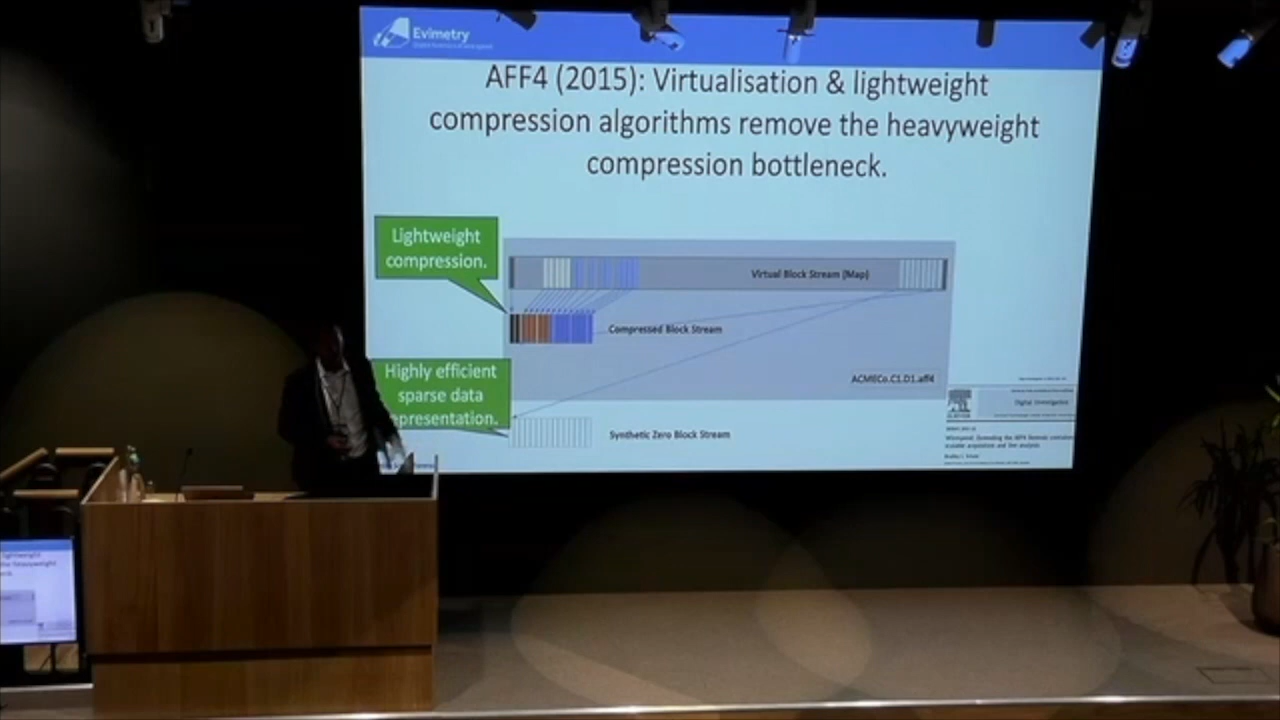 Evimetry
AFF4 (2015): Virtualisation & lightweight
compression algorithms remove the heavyweight
compression bottleneck.
Lightweight
compression.
Virtual Block Stream (Map)
Compressed Block Stream
Highly efficient
sparse data
epresentation.
ACMECo.C1.D1.aff4
Digital Investigation
Synthetic Zero Block Stream